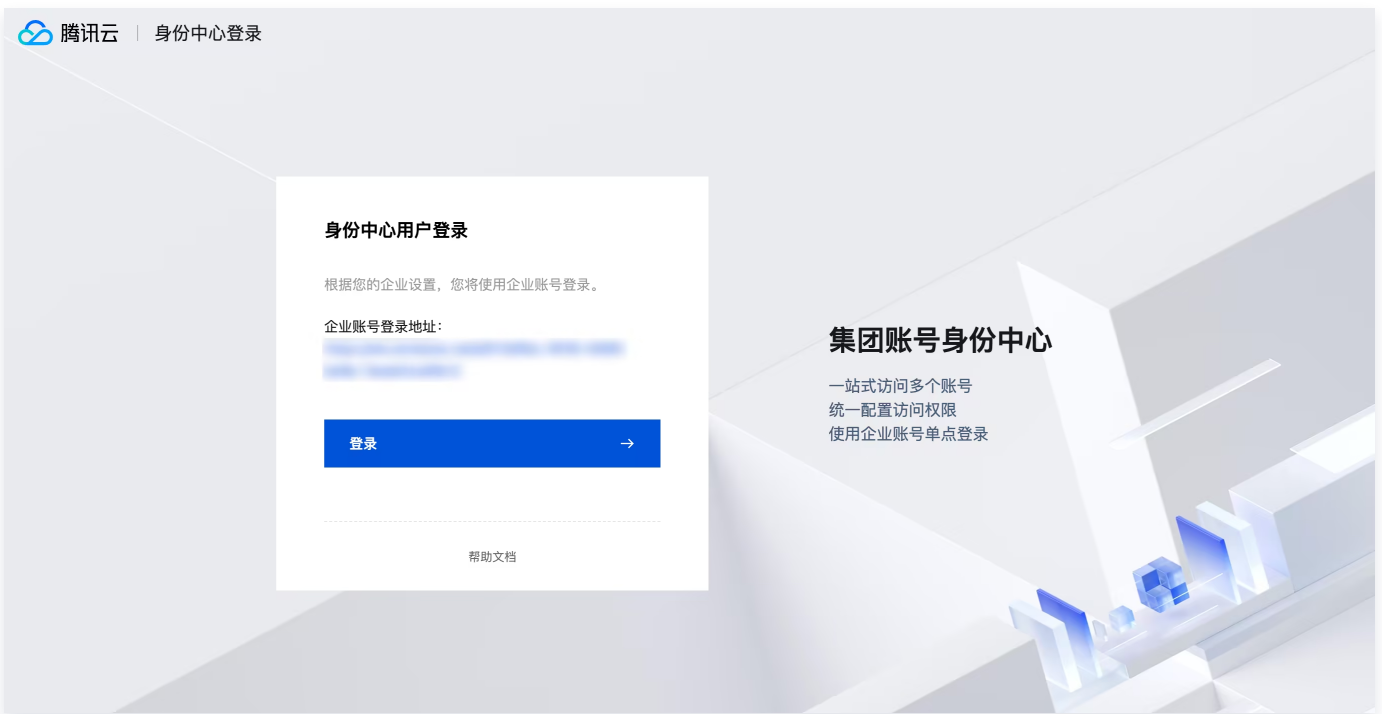 腾讯云
身份中心登录
身份中心用户登录
根据您的企业设置，您将使用企业账号登录。
企业账号登录地址：
登录
帮助文档
集团账号身份中心
一站式访问多个账号
统一配置访问权限
使用企业账号单点登录